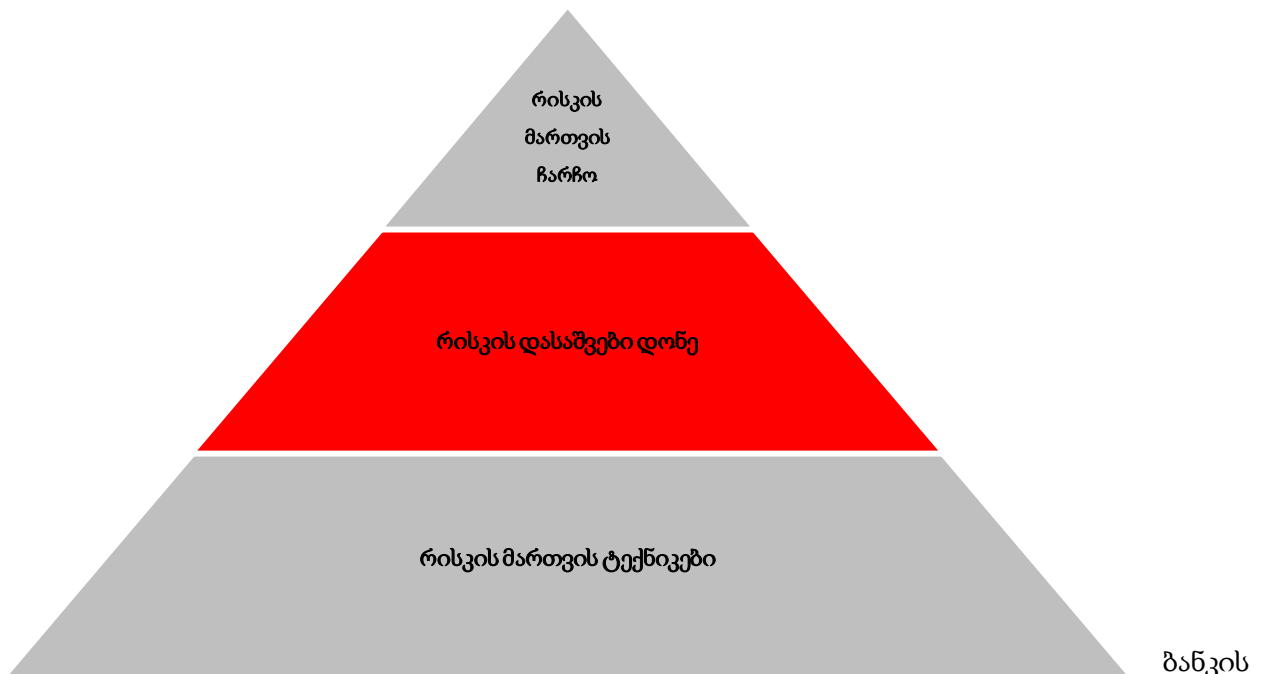 რისკის
მართვის
ჩარჩო
რისკის დასაშვები დონე
რისკის მართვის ტექნიკები
ბანკის